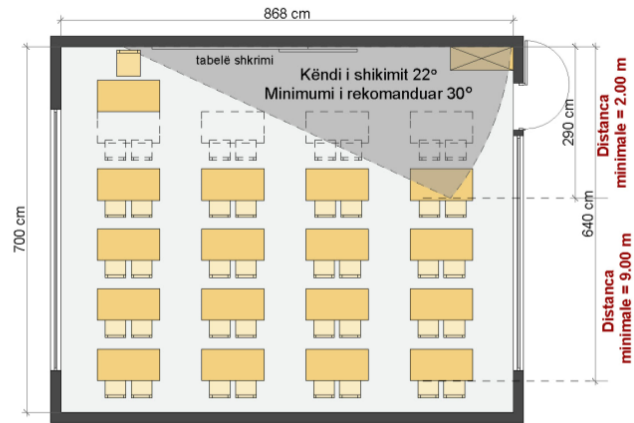 868 cm
tabelë shkrimi
Këndi i shikimit 22°
Minimumi i rekomanduar 30°
290 cm
Distanca
minimale = 2.00 m
700 cm
640 cm
Distanca
minimale = 9.00 m